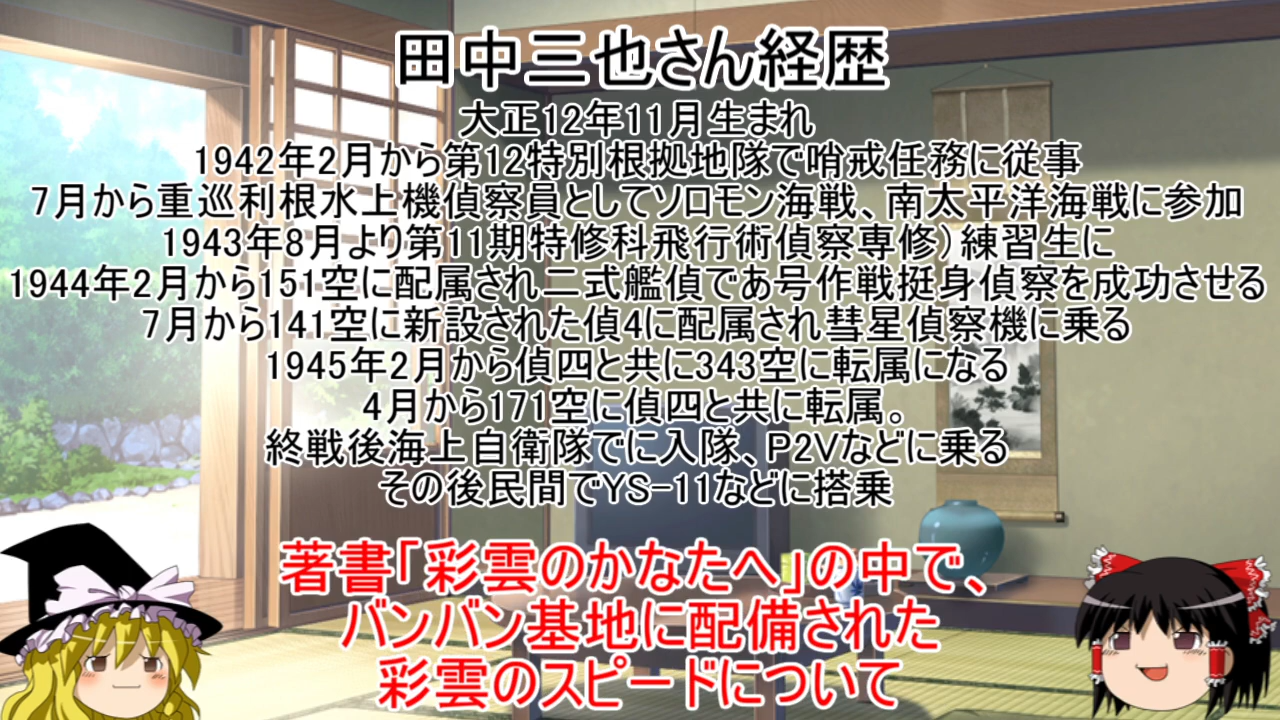 田中三也さん経歴
大正12年11月生まれ
1942年2月から第12特別根拠地隊で哨戒任務に従事
7月から重巡利根水上機偵察員としてソロモン海戦、南太平洋海戦に参加
1943年8月より第11期特修科飛行術偵察専修）練習生に
1944年2月から151空に配属され二式艦偵であ号作戦挺身偵察を成功させる
7月から141空に新設された偵4に配属され彗星偵察機に乗る
1945年2月から偵四と共に343空に転属になる
4月から171空に偵四と共に転属。
終戦後海上自衛隊でに入隊、P2Vなどに乗る
その後民間でYS-11などに搭乗
著書「彩雲のかなたへ」の中で、
バンバン基地に配備された
彩雲のスピードについて